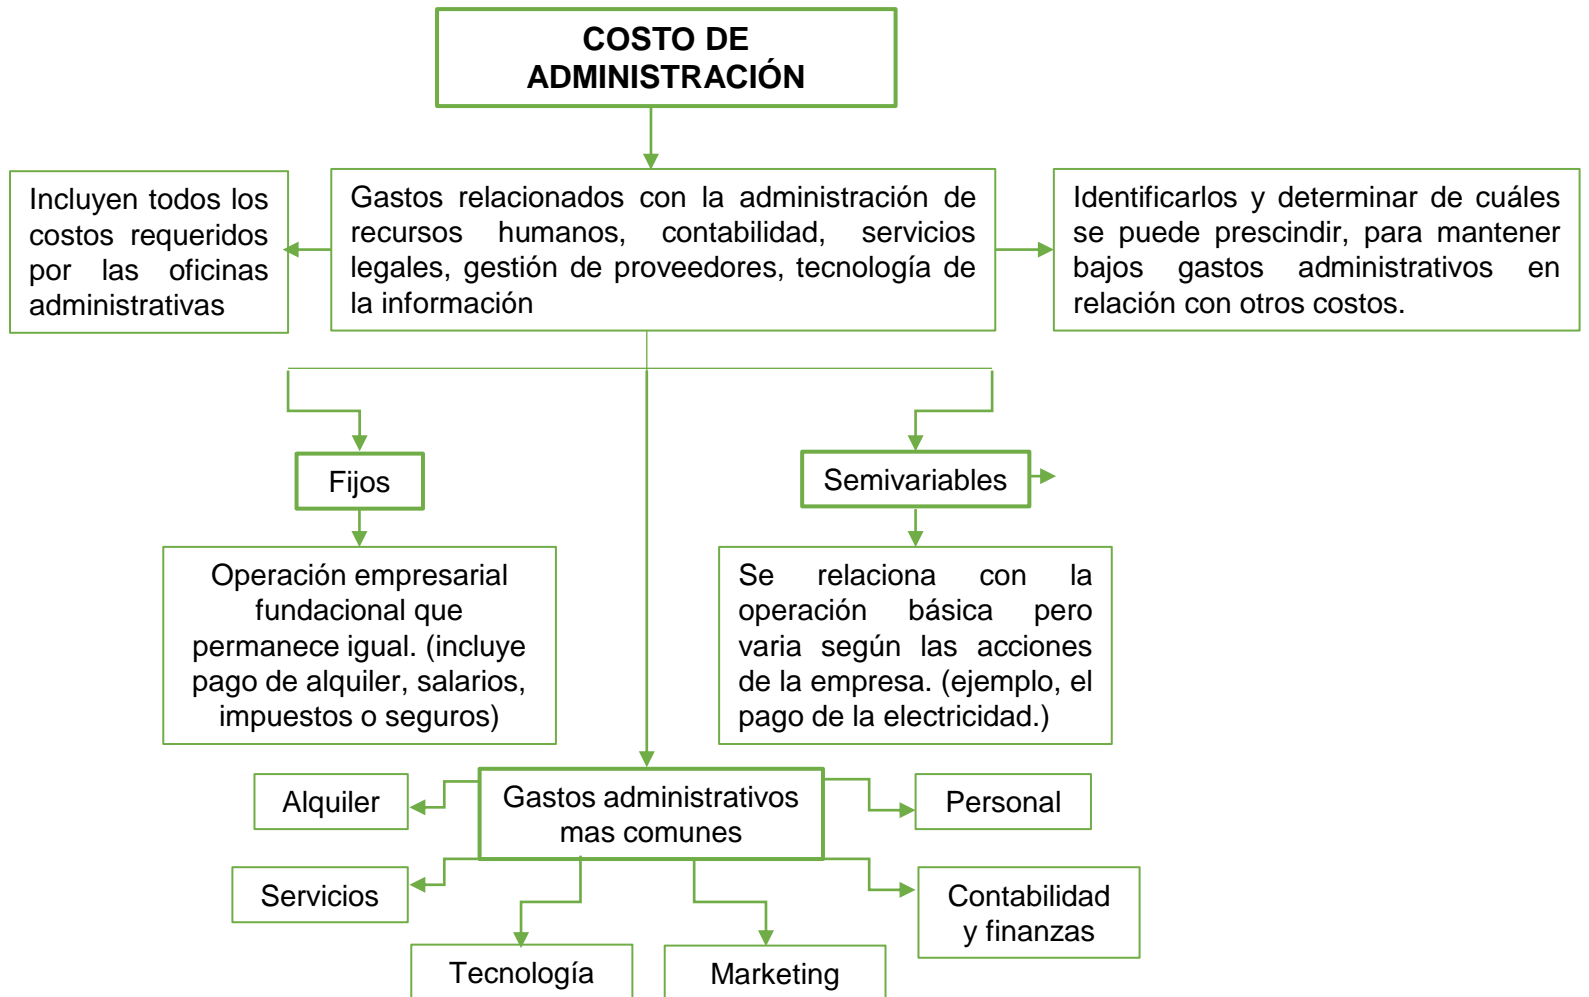 COSTO DE
ADMINISTRACIÓN
Incluyen todos los
costos requeridos
por las oficinas
administrativas
Gastos relacionados con la administración de
recursos humanos, contabilidad, servicios
legales, gestión de proveedores, tecnología de
la información
Identificarlos y determinar de cuáles
se puede prescindir, para mantener
bajos gastos administrativos en
relación con otros costos.
Fijos
Semivariables
Operación empresarial
fundacional que
permanece igual. (incluye
pago de alquiler, salarios,
impuestos o seguros)
Se relaciona con la
operación básica pero
varia según las acciones
de la empresa. (ejemplo, el
pago de la electricidad.)
Alquiler
Gastos administrativos
mas comunes
Personal
Servicios
Contabilidad
y finanzas
Tecnología
Marketing